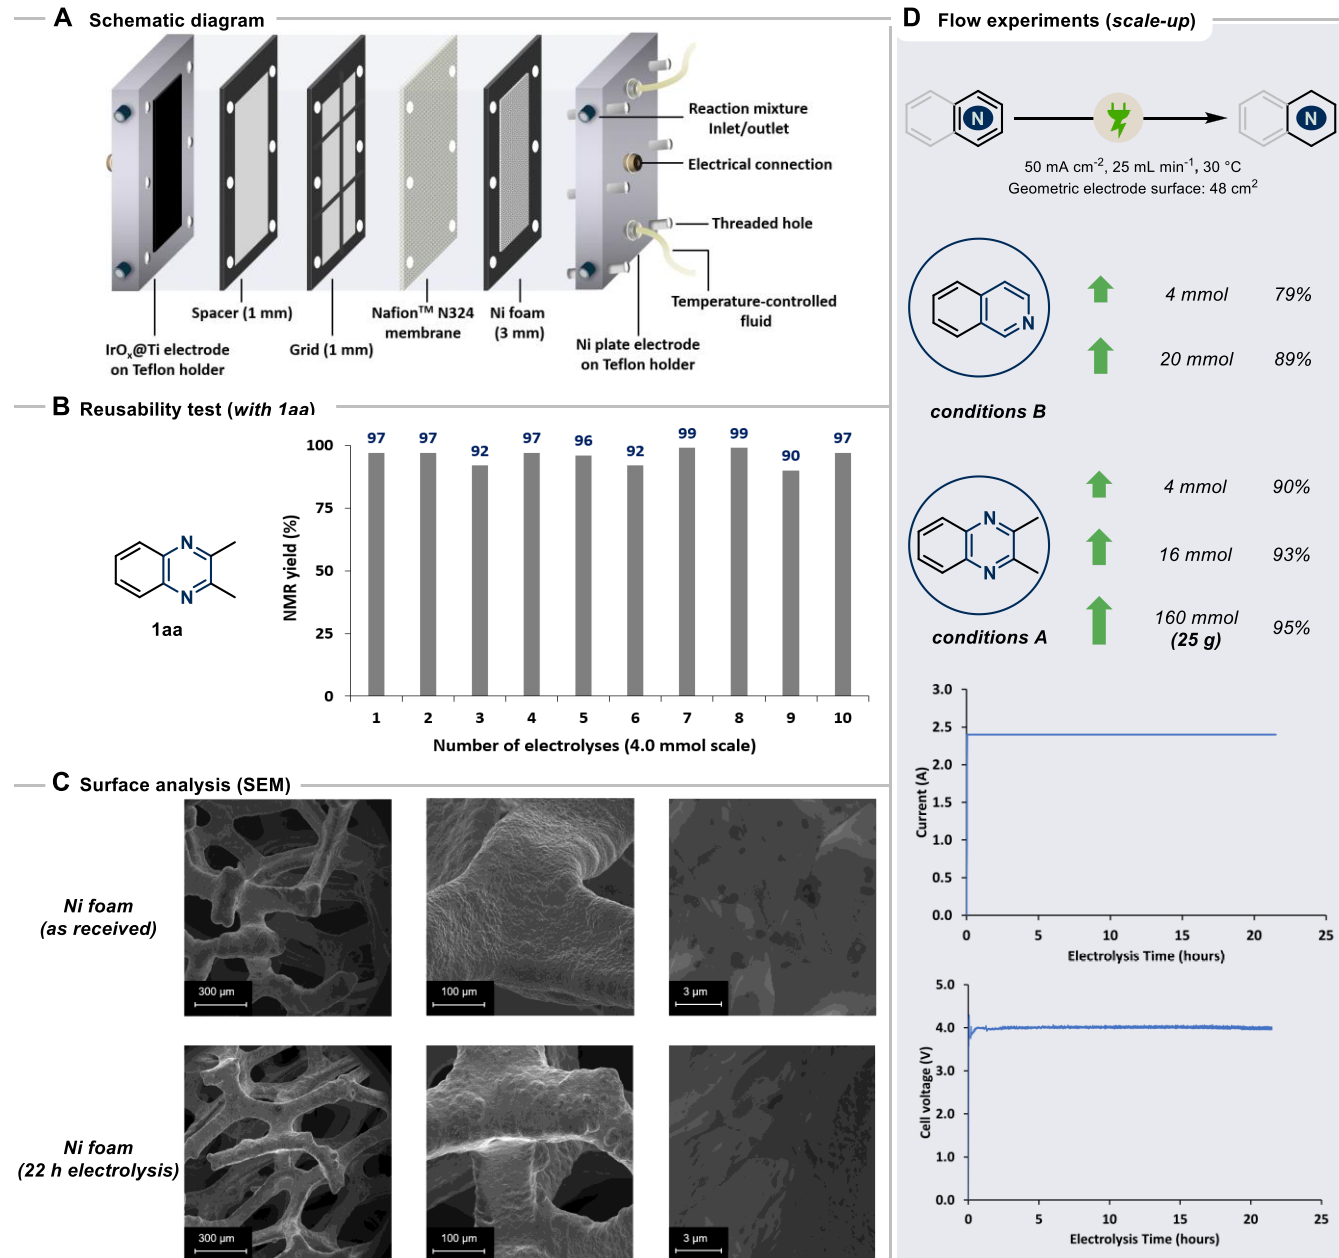 A Schematic diagram
Reaction mixture
Inlet/outlet
Electrical connection
Threaded hole
Temperature-controlled
fluid
Ni plate electrode
on Teflon holder
Ni foam
(3 mm)
Nafion™ N324
membrane
Grid (1 mm)
Spacer (1 mm)
IrOₓ@Ti electrode
on Teflon holder
B Reusability test (with 1aa)
N
N
1aa
NMR yield (%)
100
75
50
25
0
97 97 92 97 96 92 99 99 90 97
1 2 3 4 5 6 7 8 9 10
Number of electrolyses (4.0 mmol scale)
C Surface analysis (SEM)
Ni foam
(as received)
300 µm
100 µm
3 µm
Ni foam
(22 h electrolysis)
300 µm
100 µm
3 µm
D Flow experiments (scale-up)
N
N
50 mA cm⁻², 25 mL min⁻¹, 30 °C
Geometric electrode surface: 48 cm²
N
4 mmol 79%
20 mmol 89%
conditions B
N
N
4 mmol 90%
16 mmol 93%
160 mmol 95%
(25 g)
conditions A
Current (A)
3.0
2.5
2.0
1.5
1.0
0.5
0.0
0 5 10 15 20 25
Electrolysis Time (hours)
Cell voltage (V)
5.0
4.0
3.0
2.0
1.0
0.0
0 5 10 15 20 25
Electrolysis Time (hours)